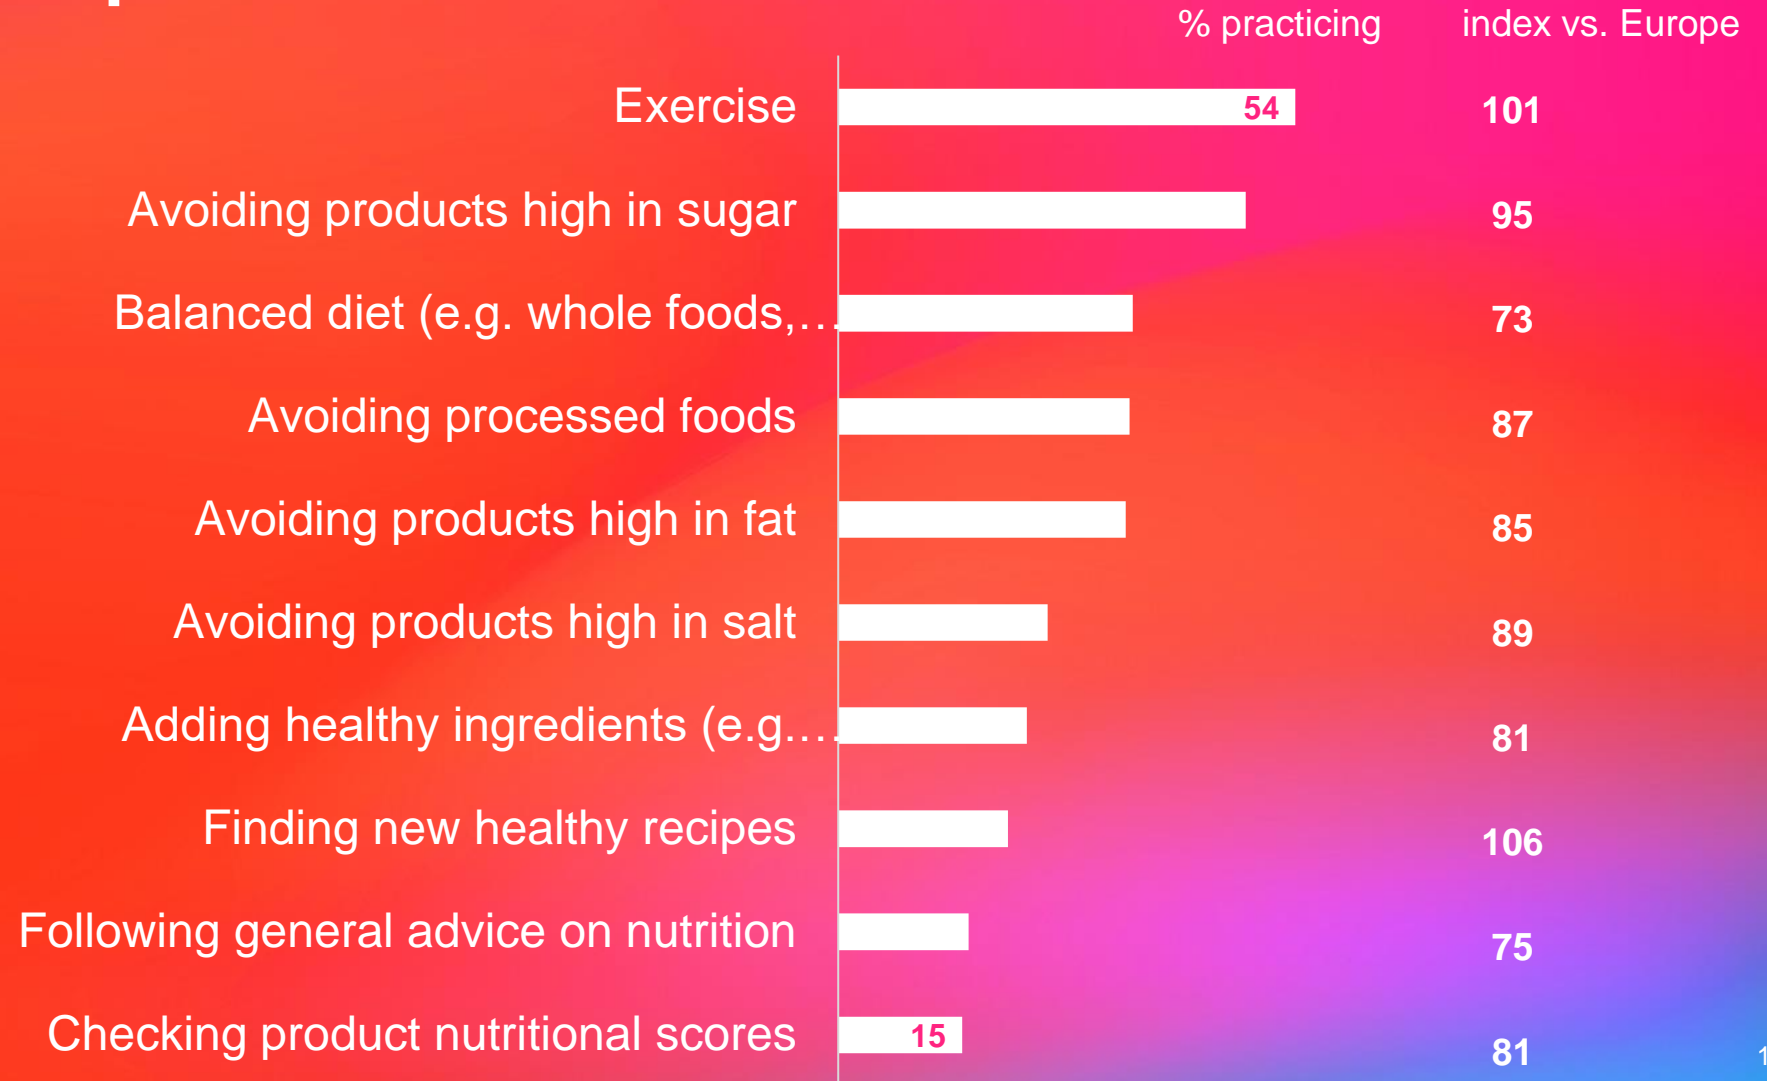 % practicing index vs. Europe
Exercise 54 101
Avoiding products high in sugar 95
Balanced diet (e.g. whole foods,… 73
Avoiding processed foods 87
Avoiding products high in fat 85
Avoiding products high in salt 89
Adding healthy ingredients (e.g.… 81
Finding new healthy recipes 106
Following general advice on nutrition 75
Checking product nutritional scores 15 81